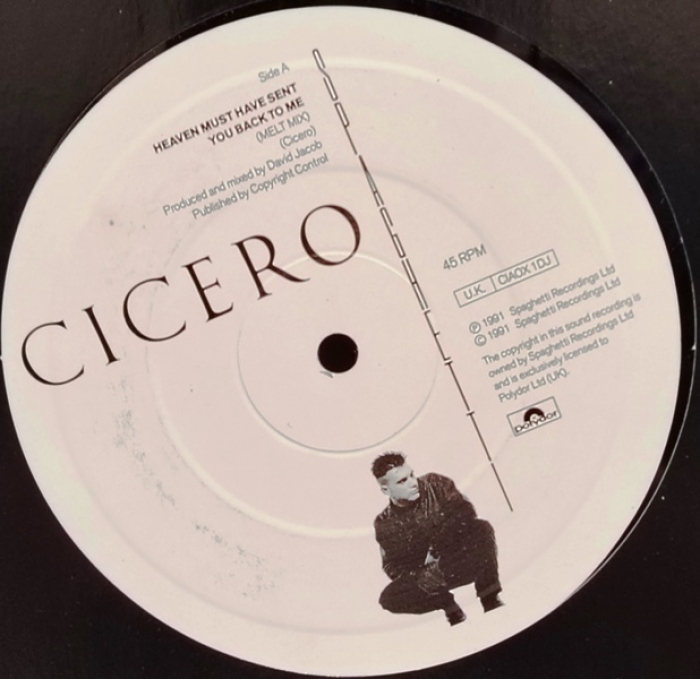 Side A
HEAVEN MUST HAVE SENT
YOU BACK TO ME
(MELT MIX)
(Cicero)
Produced and mixed by David Jacob
Published by Copyright Control
CICERO
45 RPM
U.K. CIAOX 1 DJ
℗ 1991 Spaghetti Recordings Ltd
© 1991 Spaghetti Recordings Ltd
The copyright in this sound recording is
owned by Spaghetti Recordings Ltd
and is exclusively licensed to
Polydor Ltd (UK).
Polydor